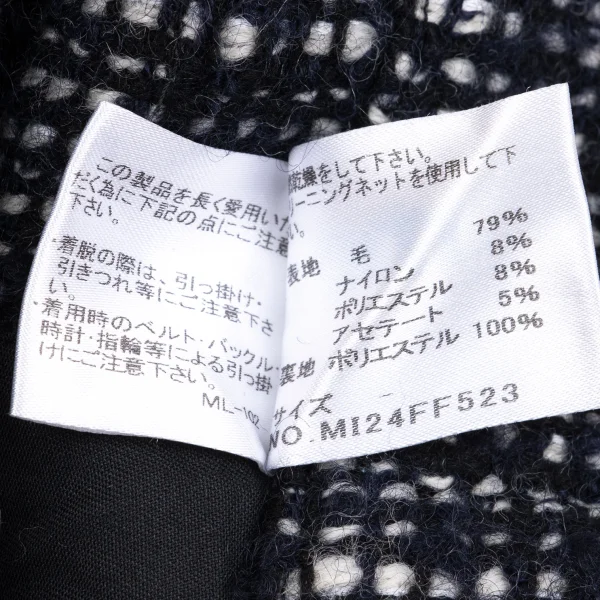 この製品を長く愛用いた
だく為に下記の点にご注意
下さい。
・着脱の際は、引っ掛け・
引きつれ等にご注意下さ
い。
・着用時のベルト・バックル・
時計・指輪等による引っ掛
けにご注意下さい。
ML-102
乾燥をして下さい。
ーニングネットを使用して下
さい。
表地 毛 79%
ナイロン 8%
ポリエステル 8%
アセテート 5%
裏地 ポリエステル 100%
サイズ
NO.MI24FF523